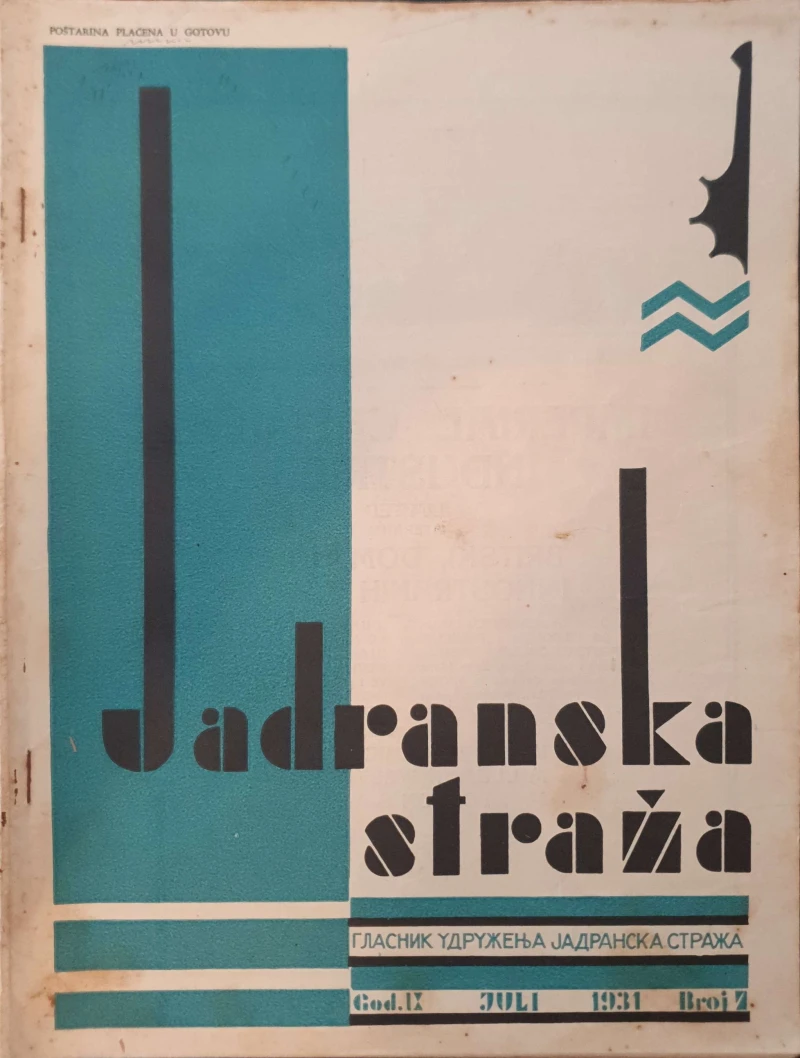 POŠTARINA PLAĆENA U GOTOVU
Jadranska
straža
ГЛАСНИК УДРУЖЕЊА ЈАДРАНСКА СТРАЖА
God. IX JULI 1931 Broj 7